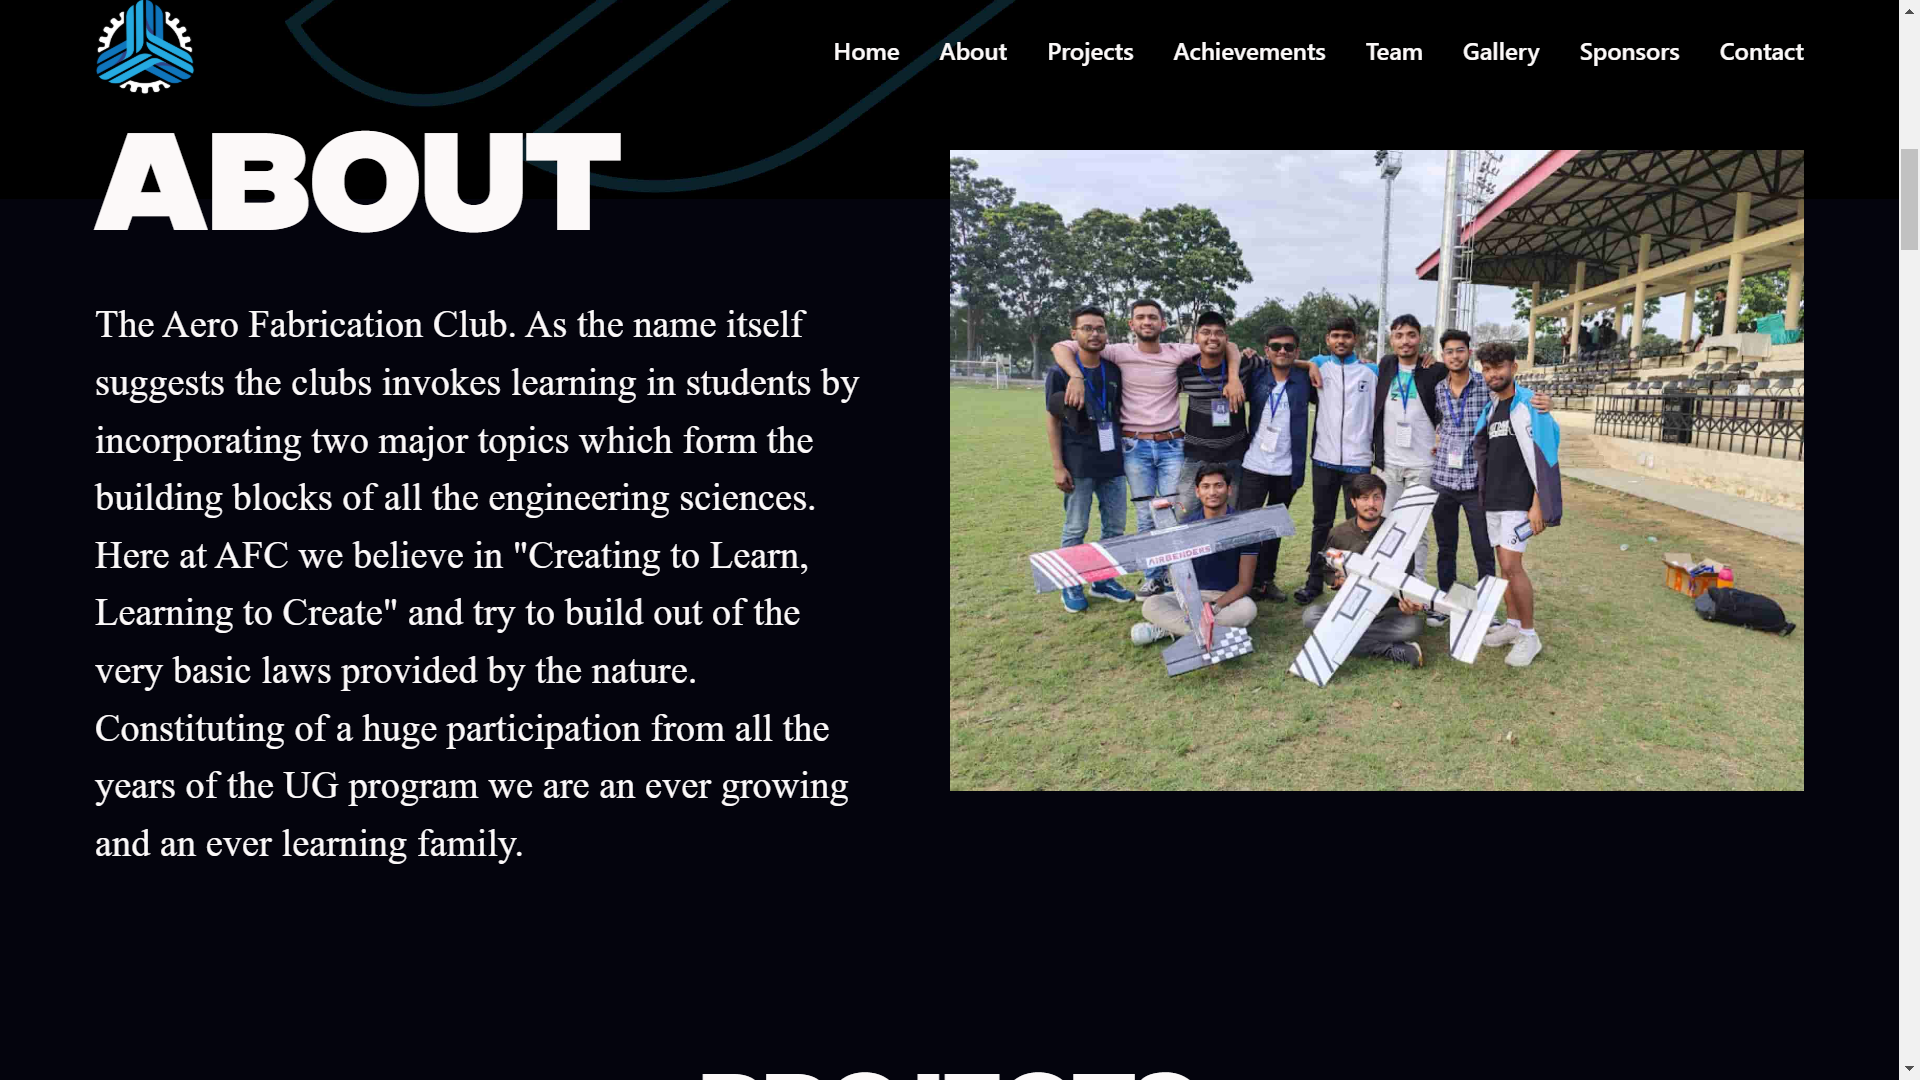 Home About Projects Achievements Team Gallery Sponsors Contact
ABOUT
The Aero Fabrication Club. As the name itself
suggests the clubs invokes learning in students by
incorporating two major topics which form the
building blocks of all the engineering sciences.
Here at AFC we believe in "Creating to Learn,
Learning to Create" and try to build out of the
very basic laws provided by the nature.
Constituting of a huge participation from all the
years of the UG program we are an ever growing
and an ever learning family.
AIRBENDERS
PROJECTS